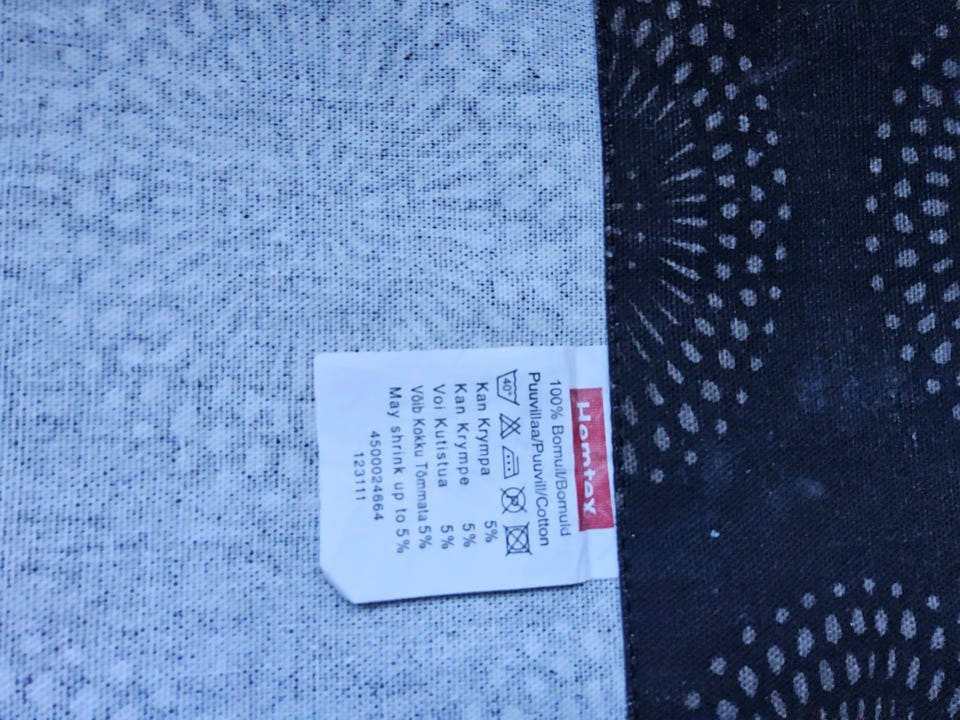 Hemtex
100% Bomull/Bomuld
Puuvillaa/Puuvill/Cotton
40°
P
Kan Krympa 5%
Kan Krympe 5%
Voi Kutistua 5%
Võib Kokku Tõmmata 5%
May shrink up to 5%
4500024664
123111